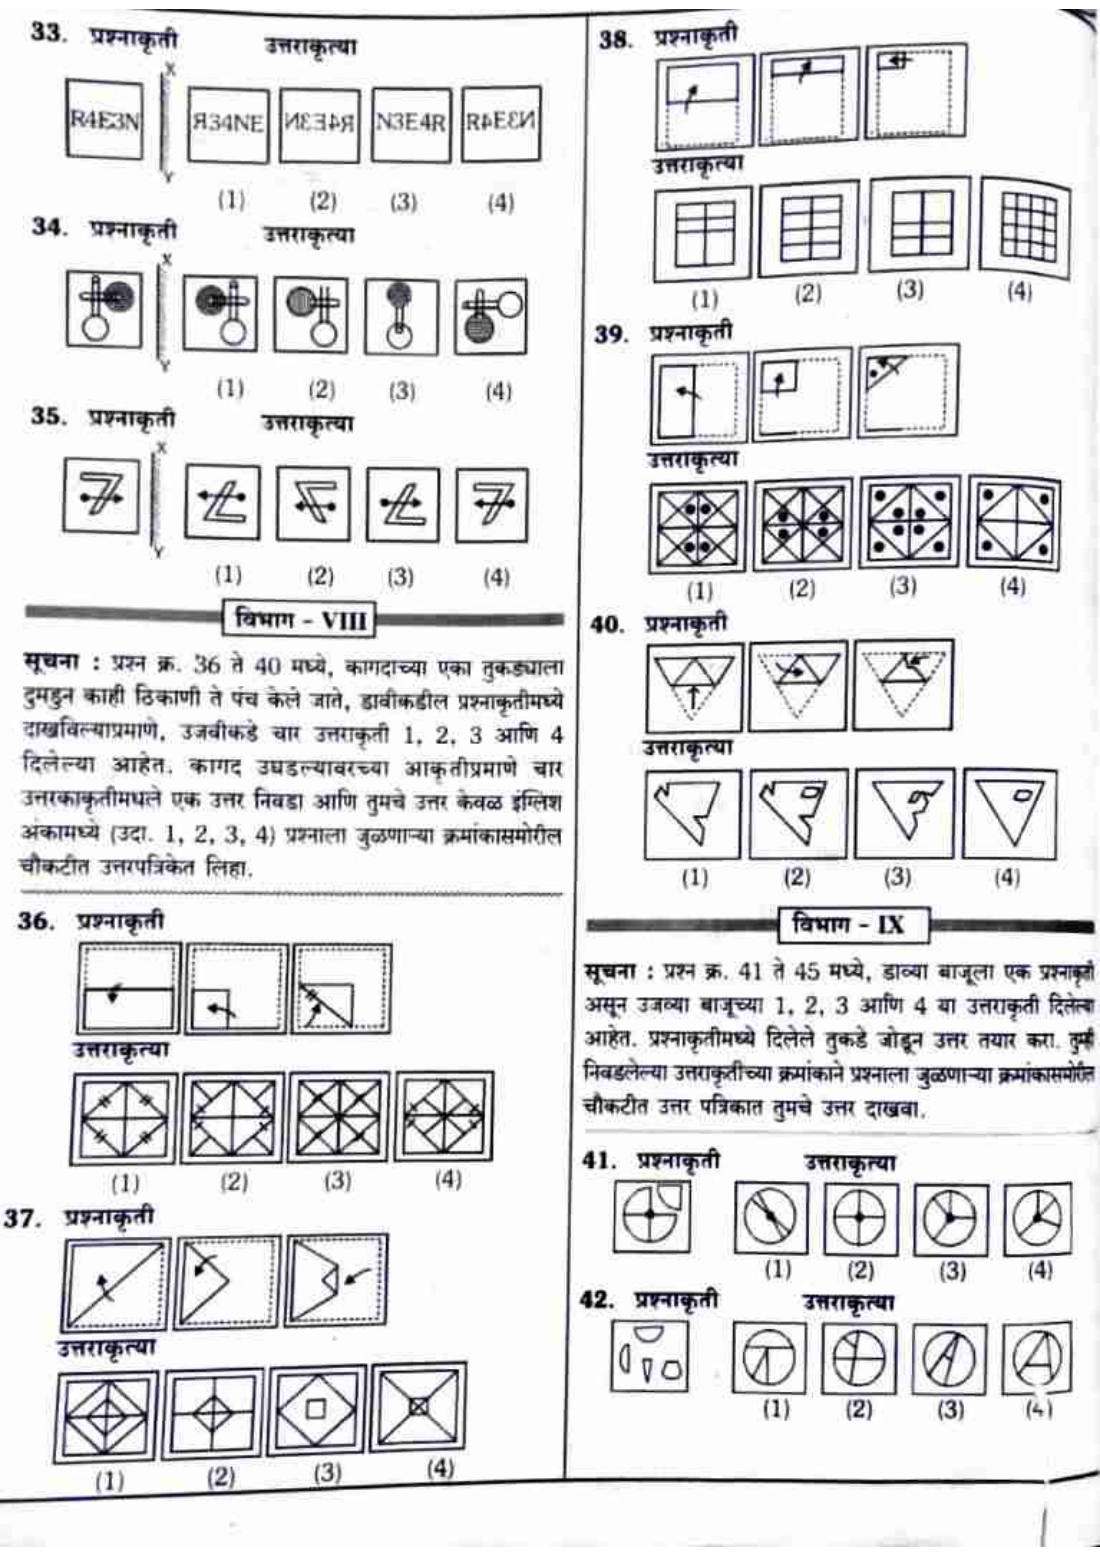 33. प्रश्नाकृती उत्तराकृत्या
X
R4E3N
Y
(1) (2) (3) (4)
34. प्रश्नाकृती उत्तराकृत्या
X
Y
(1) (2) (3) (4)
35. प्रश्नाकृती उत्तराकृत्या
X
Y
(1) (2) (3) (4)
विभाग - VIII
सूचना : प्रश्न क्र. 36 ते 40 मध्ये, कागदाच्या एका तुकड्याला
दुमडुन काही ठिकाणी ते पंच केले जाते, डावीकडील प्रश्नाकृतीमध्ये
दाखविल्याप्रमाणे, उजवीकडे चार उत्तराकृती 1, 2, 3 आणि 4
दिलेल्या आहेत. कागद उघडल्यावरच्या आकृतीप्रमाणे चार
उत्तरकाकृतीमधले एक उत्तर निवडा आणि तुमचे उत्तर केवळ इंग्लिश
अंकामध्ये (उदा. 1, 2, 3, 4) प्रश्नाला जुळणाऱ्या क्रमांकासमोरील
चौकटीत उत्तरपत्रिकेत लिहा.
36. प्रश्नाकृती
उत्तराकृत्या
(1) (2) (3) (4)
37. प्रश्नाकृती
उत्तराकृत्या
(1) (2) (3) (4)
38. प्रश्नाकृती
उत्तराकृत्या
(1) (2) (3) (4)
39. प्रश्नाकृती
उत्तराकृत्या
(1) (2) (3) (4)
40. प्रश्नाकृती
उत्तराकृत्या
(1) (2) (3) (4)
विभाग - IX
सूचना : प्रश्न क्र. 41 ते 45 मध्ये, डाव्या बाजूला एक प्रश्नाकृती
असून उजव्या बाजूच्या 1, 2, 3 आणि 4 या उत्तराकृती दिलेल्या
आहेत. प्रश्नाकृतीमध्ये दिलेले तुकडे जोडून उत्तर तयार करा. तुम्ही
निवडलेल्या उत्तराकृतीच्या क्रमांकाने प्रश्नाला जुळणाऱ्या क्रमांकासमोरील
चौकटीत उत्तर पत्रिकात तुमचे उत्तर दाखवा.
41. प्रश्नाकृती उत्तराकृत्या
(1) (2) (3) (4)
42. प्रश्नाकृती उत्तराकृत्या
(1) (2) (3) (4)